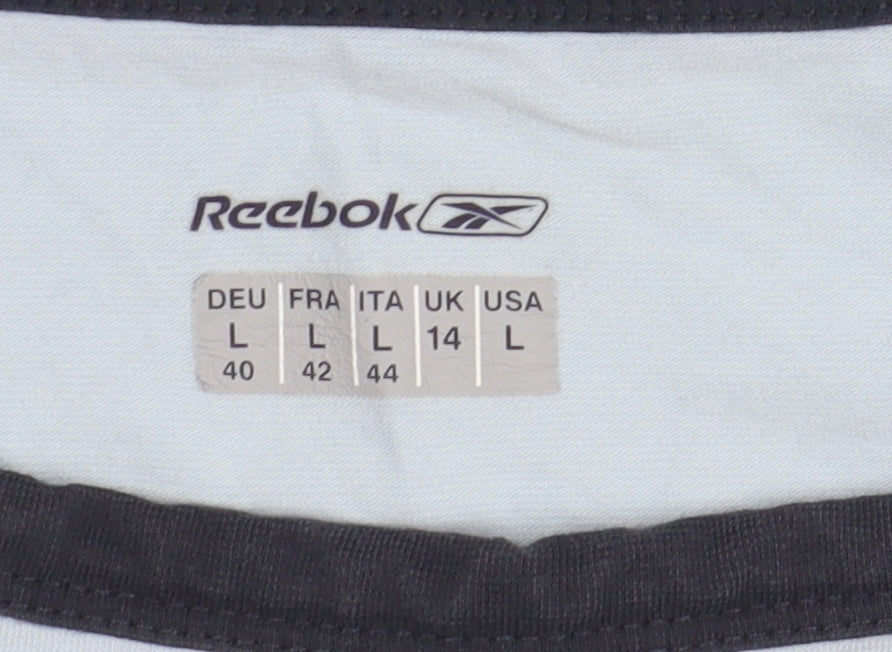 Reebok
DEU FRA ITA UK USA
L L L 14 L
40 42 44